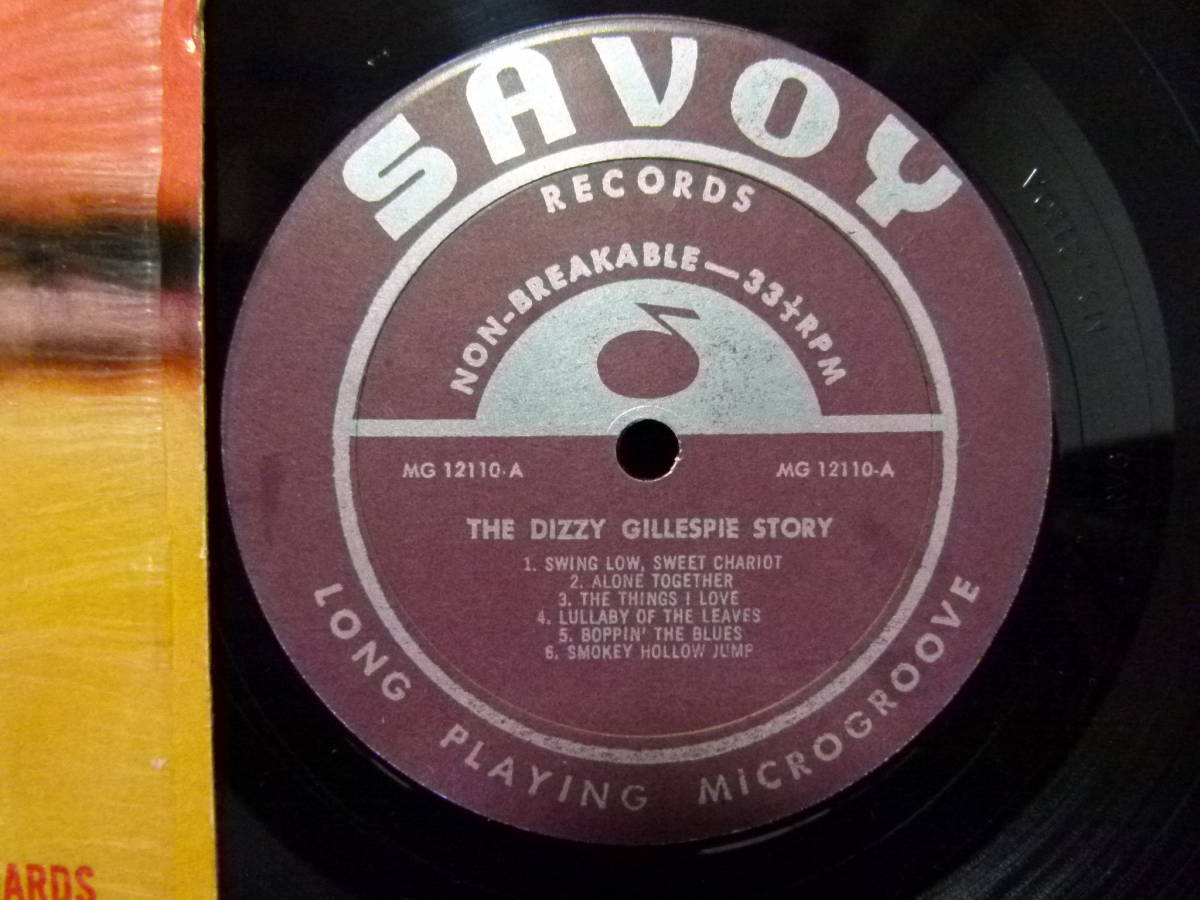 SAVOY
RECORDS
NON-BREAKABLE—33⅓RPM
MG 12110-A MG 12110-A
THE DIZZY GILLESPIE STORY
1. SWING LOW, SWEET CHARIOT
2. ALONE TOGETHER
3. THE THINGS I LOVE
4. LULLABY OF THE LEAVES
5. BOPPIN' THE BLUES
6. SMOKEY HOLLOW JUMP
LONG PLAYING MICROGROOVE
ARDS